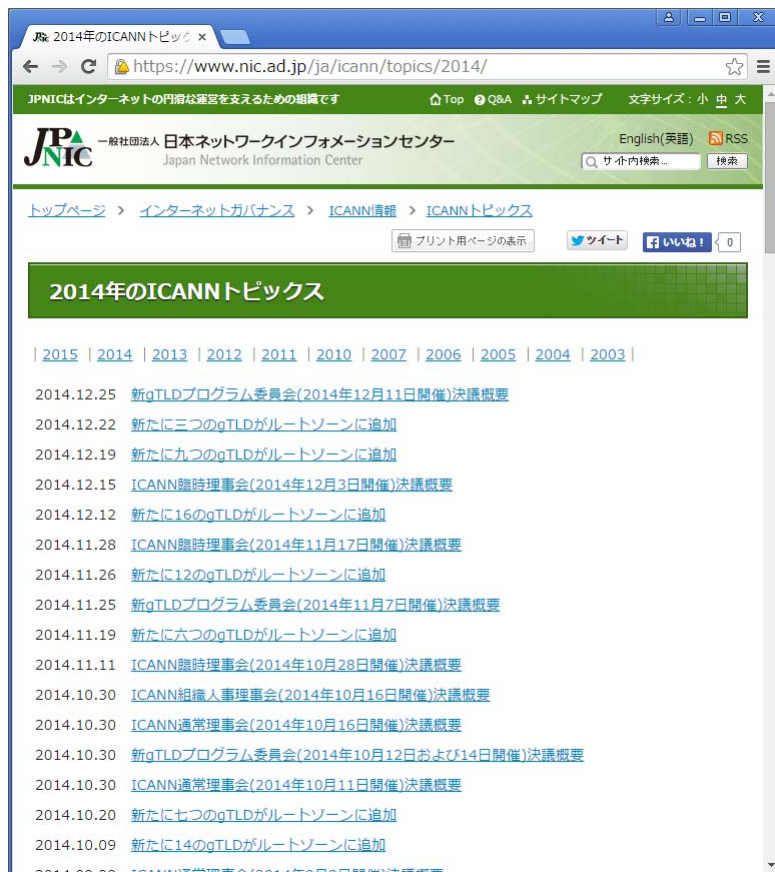 2014年のICANNトピック
https://www.nic.ad.jp/ja/icann/topics/2014/
JPNICはインターネットの円滑な運営を支えるための組織です Top Q&A サイトマップ 文字サイズ：小 中 大
JPNIC 一般社団法人 日本ネットワークインフォメーションセンター English(英語) RSS
Japan Network Information Center サイト内検索... 検索
トップページ > インターネットガバナンス > ICANN情報 > ICANNトピックス
プリント用ページの表示 ツイート いいね！ 0
2014年のICANNトピックス
| 2015 | 2014 | 2013 | 2012 | 2011 | 2010 | 2007 | 2006 | 2005 | 2004 | 2003 |
2014.12.25 新gTLDプログラム委員会(2014年12月11日開催)決議概要
2014.12.22 新たに三つのgTLDがルートゾーンに追加
2014.12.19 新たに九つのgTLDがルートゾーンに追加
2014.12.15 ICANN臨時理事会(2014年12月3日開催)決議概要
2014.12.12 新たに16のgTLDがルートゾーンに追加
2014.11.28 ICANN臨時理事会(2014年11月17日開催)決議概要
2014.11.26 新たに12のgTLDがルートゾーンに追加
2014.11.25 新gTLDプログラム委員会(2014年11月7日開催)決議概要
2014.11.19 新たに六つのgTLDがルートゾーンに追加
2014.11.11 ICANN臨時理事会(2014年10月28日開催)決議概要
2014.10.30 ICANN組織人事理事会(2014年10月16日開催)決議概要
2014.10.30 ICANN通常理事会(2014年10月16日開催)決議概要
2014.10.30 新gTLDプログラム委員会(2014年10月12日および14日開催)決議概要
2014.10.30 ICANN通常理事会(2014年10月11日開催)決議概要
2014.10.20 新たに七つのgTLDがルートゾーンに追加
2014.10.09 新たに14のgTLDがルートゾーンに追加